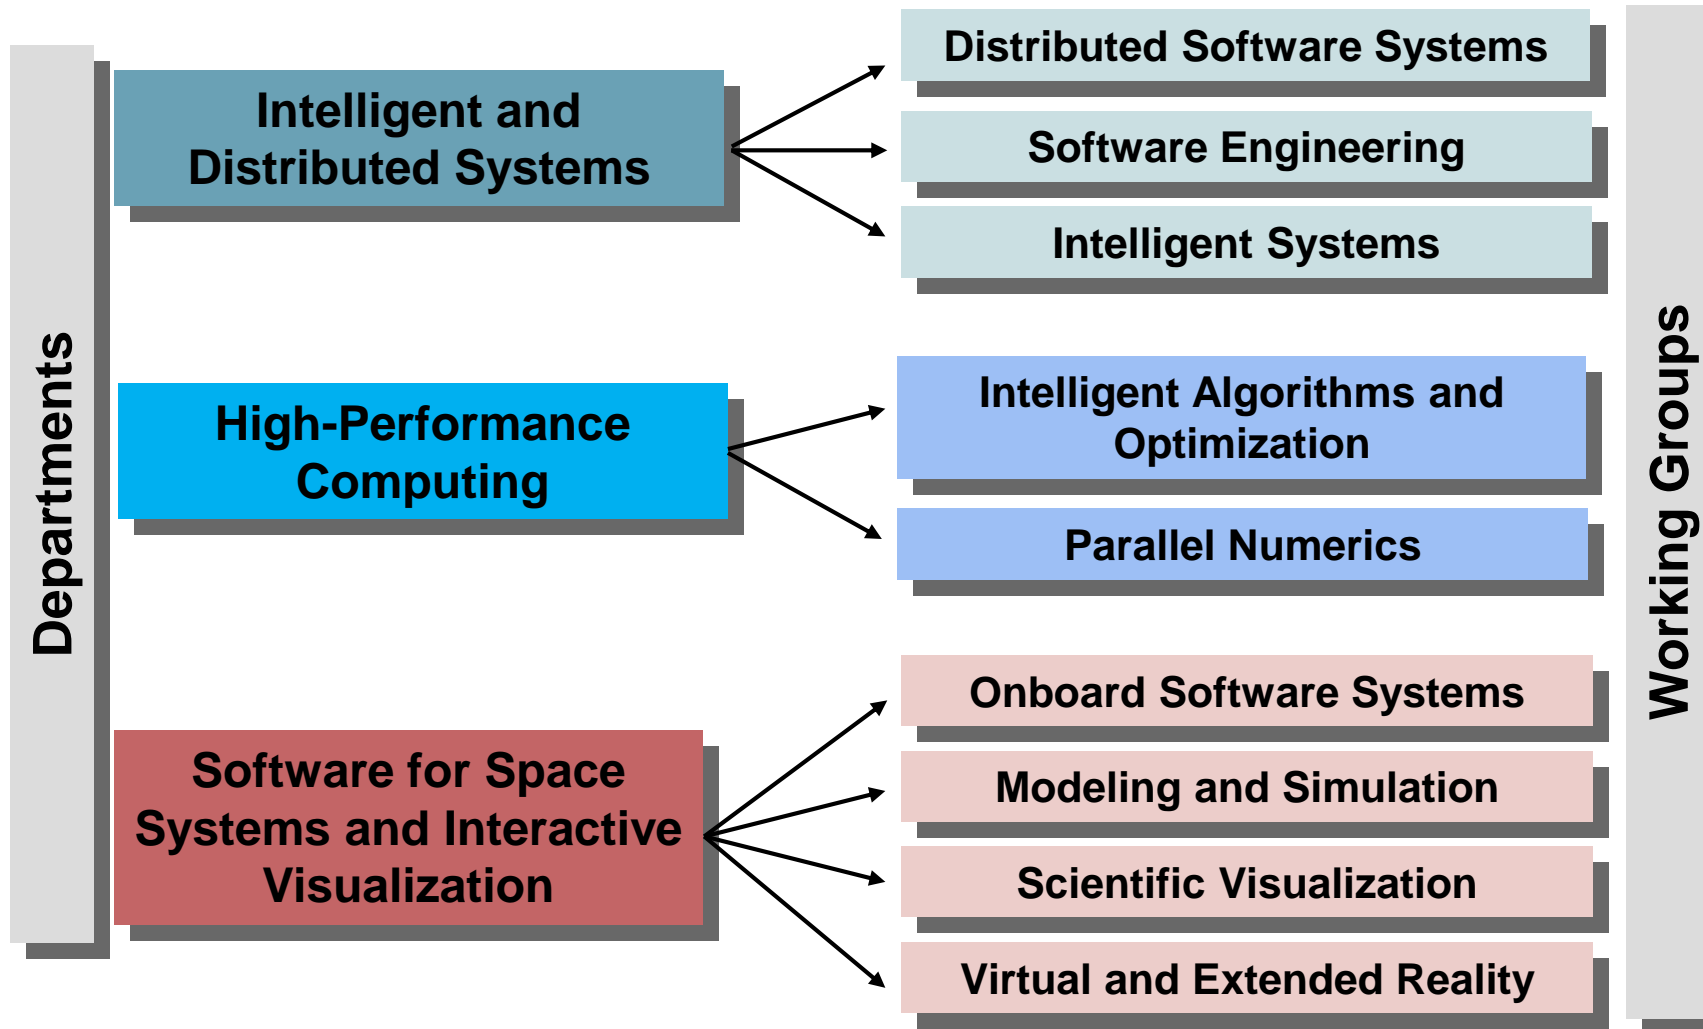 Departments
Intelligent and
Distributed Systems
Distributed Software Systems
Software Engineering
Intelligent Systems
High-Performance
Computing
Intelligent Algorithms and
Optimization
Parallel Numerics
Software for Space
Systems and Interactive
Visualization
Onboard Software Systems
Modeling and Simulation
Scientific Visualization
Virtual and Extended Reality
Working Groups